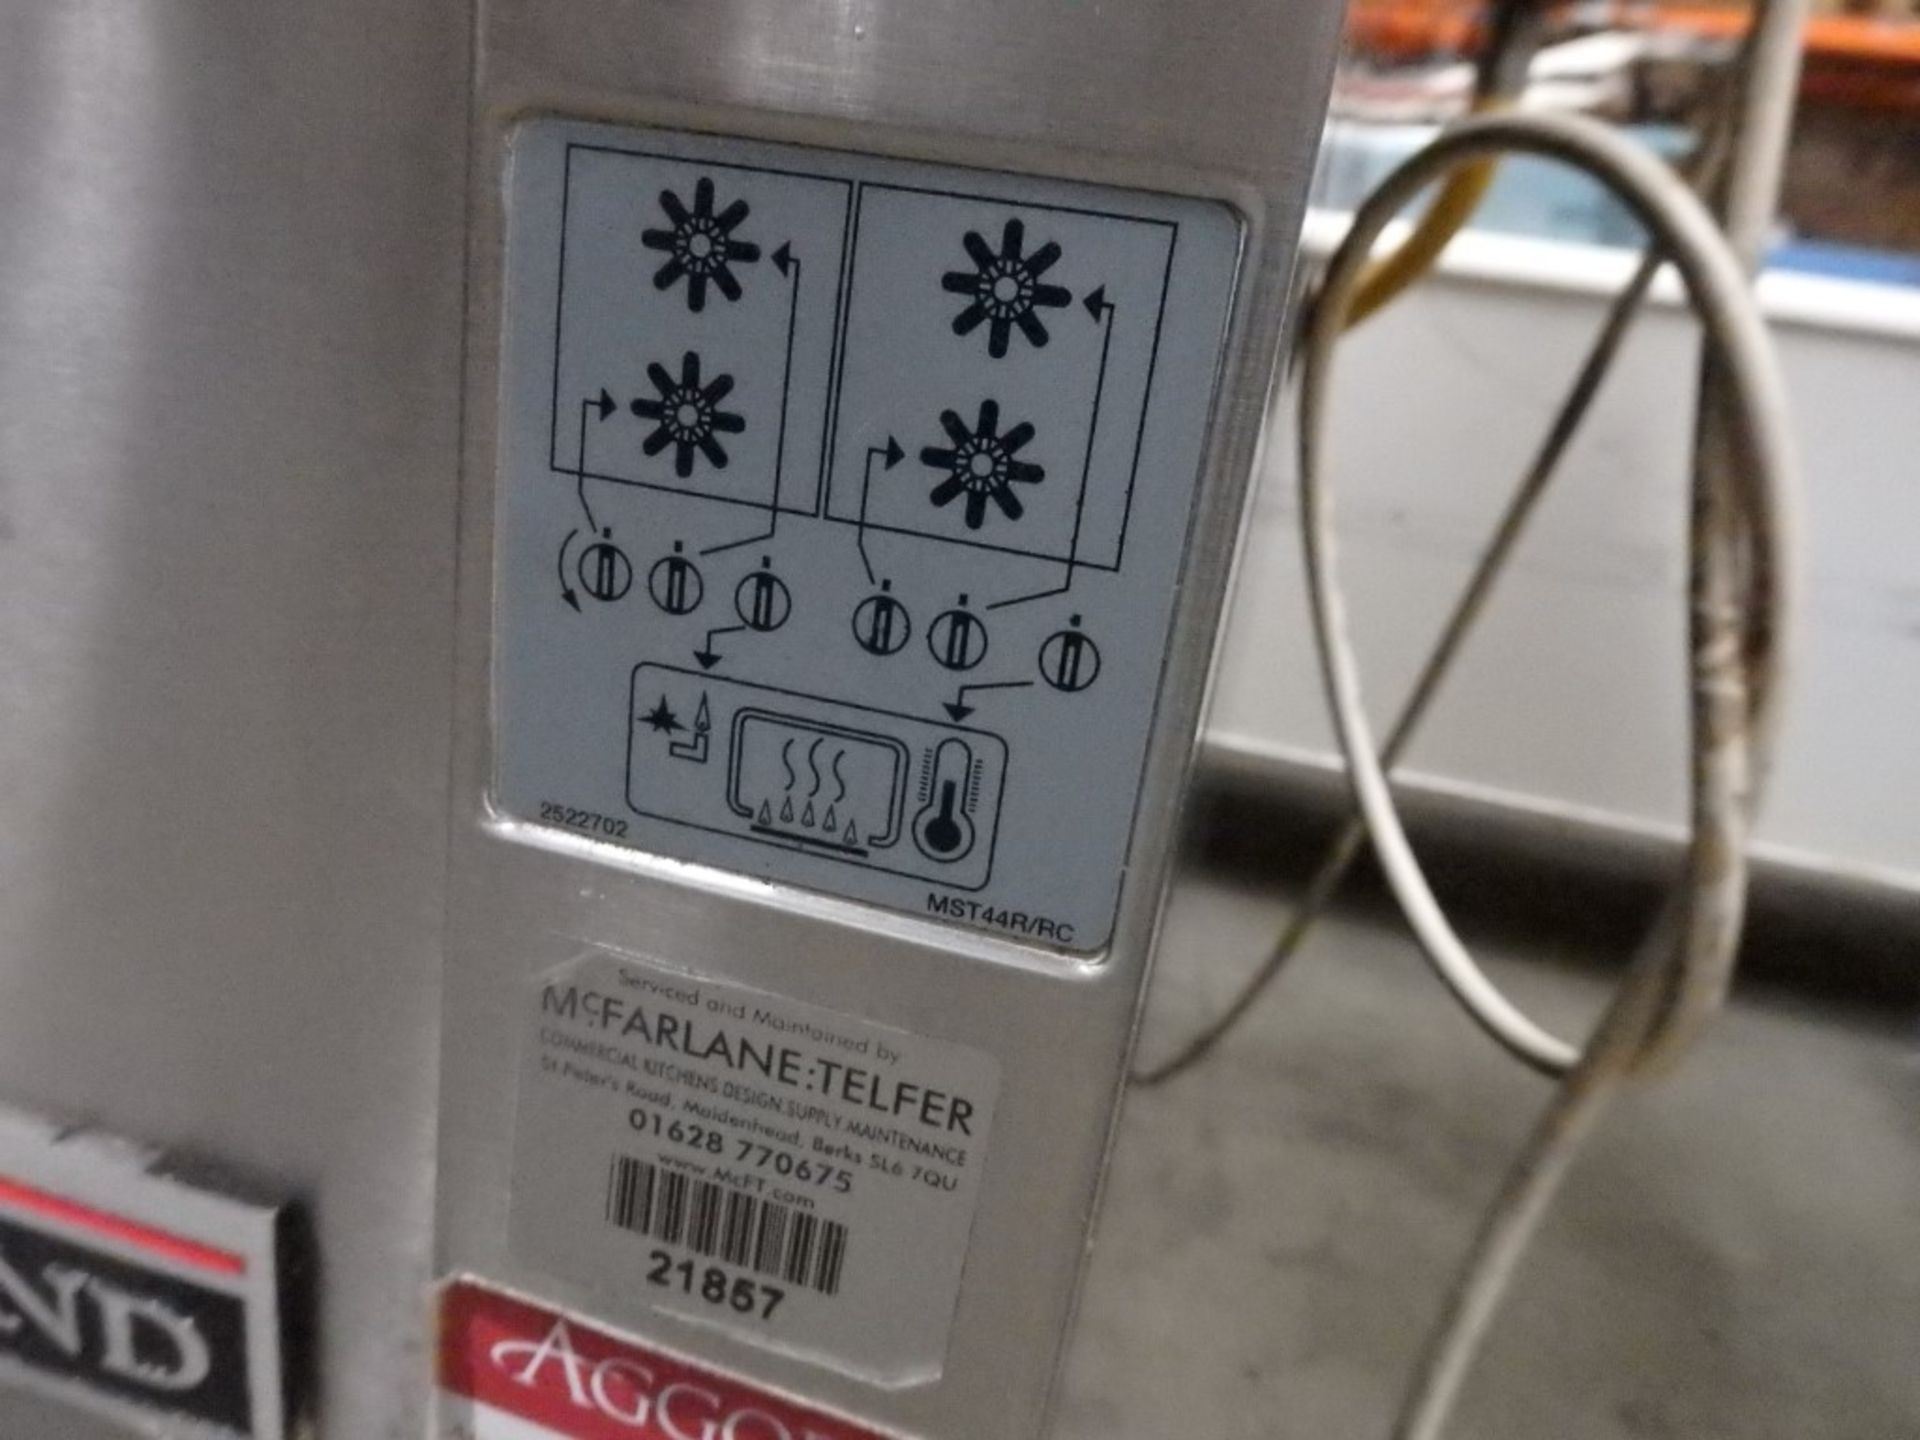 2522702
MST44R/RC
Serviced and Maintained by
McFARLANE:TELFER
COMMERCIAL KITCHENS DESIGN, SUPPLY, MAINTENANCE
St Peter's Road, Maidenhead, Berks SL6 7QU
01628 770675
www.McFT.com
21857
ND
AGGO